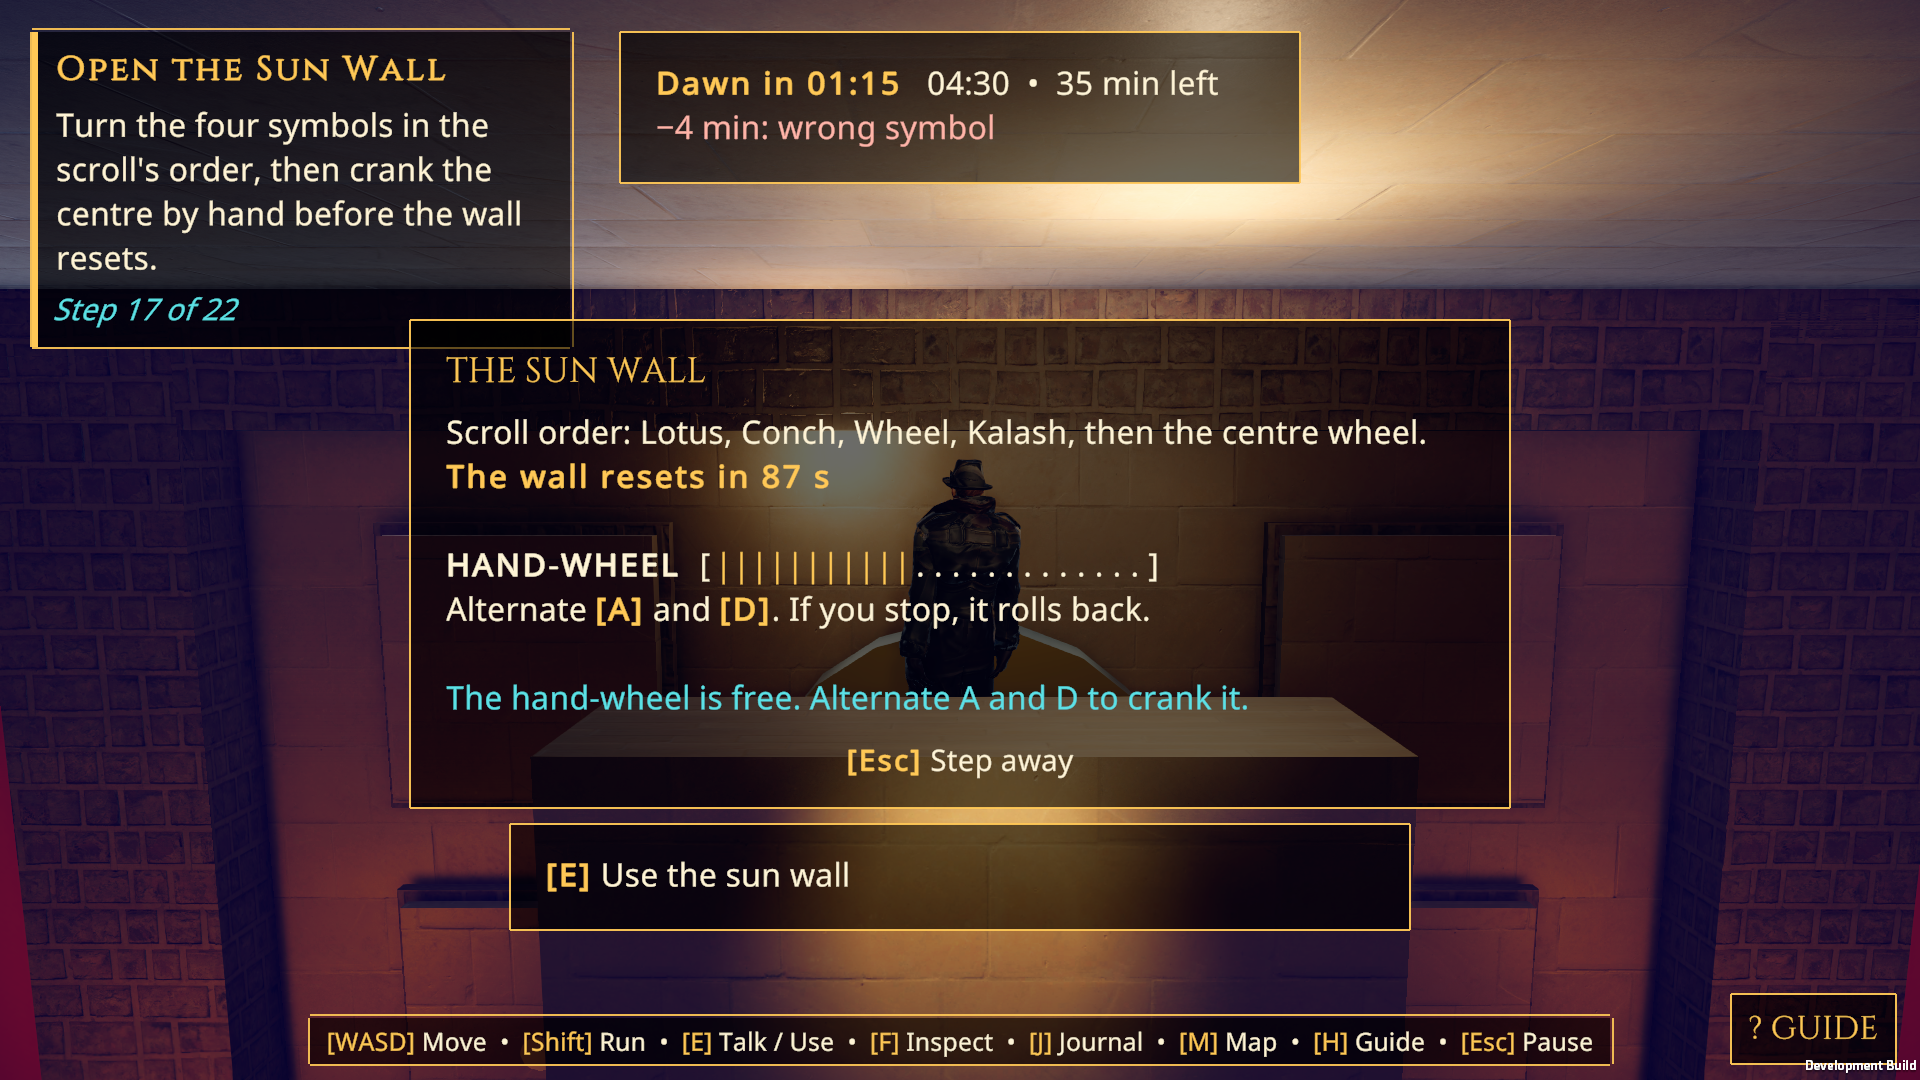 OPEN THE SUN WALL
Turn the four symbols in the
scroll's order, then crank the
centre by hand before the wall
resets.
Step 17 of 22
Dawn in 01:15 04:30 • 35 min left
−4 min: wrong symbol
THE SUN WALL
Scroll order: Lotus, Conch, Wheel, Kalash, then the centre wheel.
The wall resets in 87 s
HAND-WHEEL [|||||||||||.............]
Alternate [A] and [D]. If you stop, it rolls back.
The hand-wheel is free. Alternate A and D to crank it.
[Esc] Step away
[E] Use the sun wall
[WASD] Move • [Shift] Run • [E] Talk / Use • [F] Inspect • [J] Journal • [M] Map • [H] Guide • [Esc] Pause
? GUIDE
Development Build